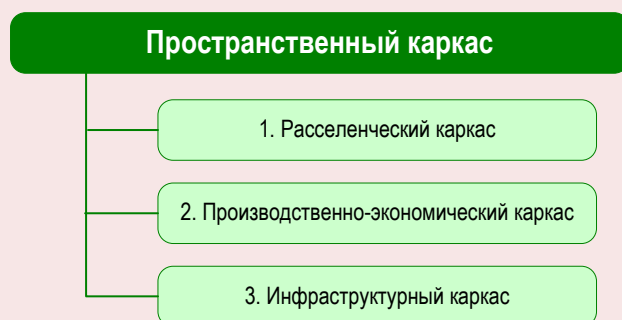 Пространственный каркас
1. Расселенческий каркас
2. Производственно-экономический каркас
3. Инфраструктурный каркас